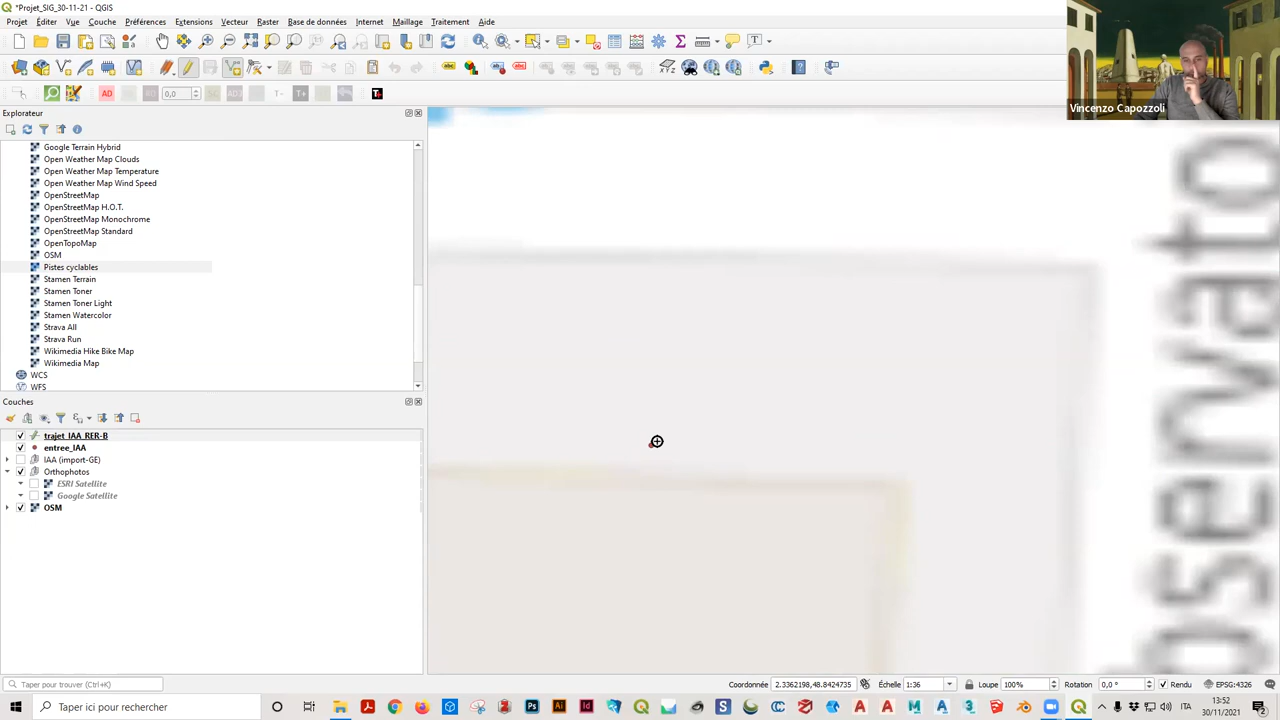 *Projet_SIG_30-11-21 - QGIS
Projet Éditer Vue Couche Préférences Extensions Vecteur Raster Base de données Internet Maillage Traitement Aide
0,0
Vincenzo Capozzoli
Explorateur
Google Terrain Hybrid
Open Weather Map Clouds
Open Weather Map Temperature
Open Weather Map Wind Speed
OpenStreetMap
OpenStreetMap H.O.T.
OpenStreetMap Monochrome
OpenStreetMap Standard
OpenTopoMap
OSM
Pistes cyclables
Stamen Terrain
Stamen Toner
Stamen Toner Light
Stamen Watercolor
Strava All
Strava Run
Wikimedia Hike Bike Map
Wikimedia Map
WCS
WFS
Couches
trajet_IAA_RER-B
entree_IAA
IAA (import-GE)
Orthophotos
ESRI Satellite
Google Satellite
OSM
bservato
Taper pour trouver (Ctrl+K)
Coordonnée 2.3362198,48.8424735 Échelle 1:36 Loupe 100% Rotation 0,0 ° Rendu EPSG:4326
Taper ici pour rechercher
ITA
13:52
30/11/2021